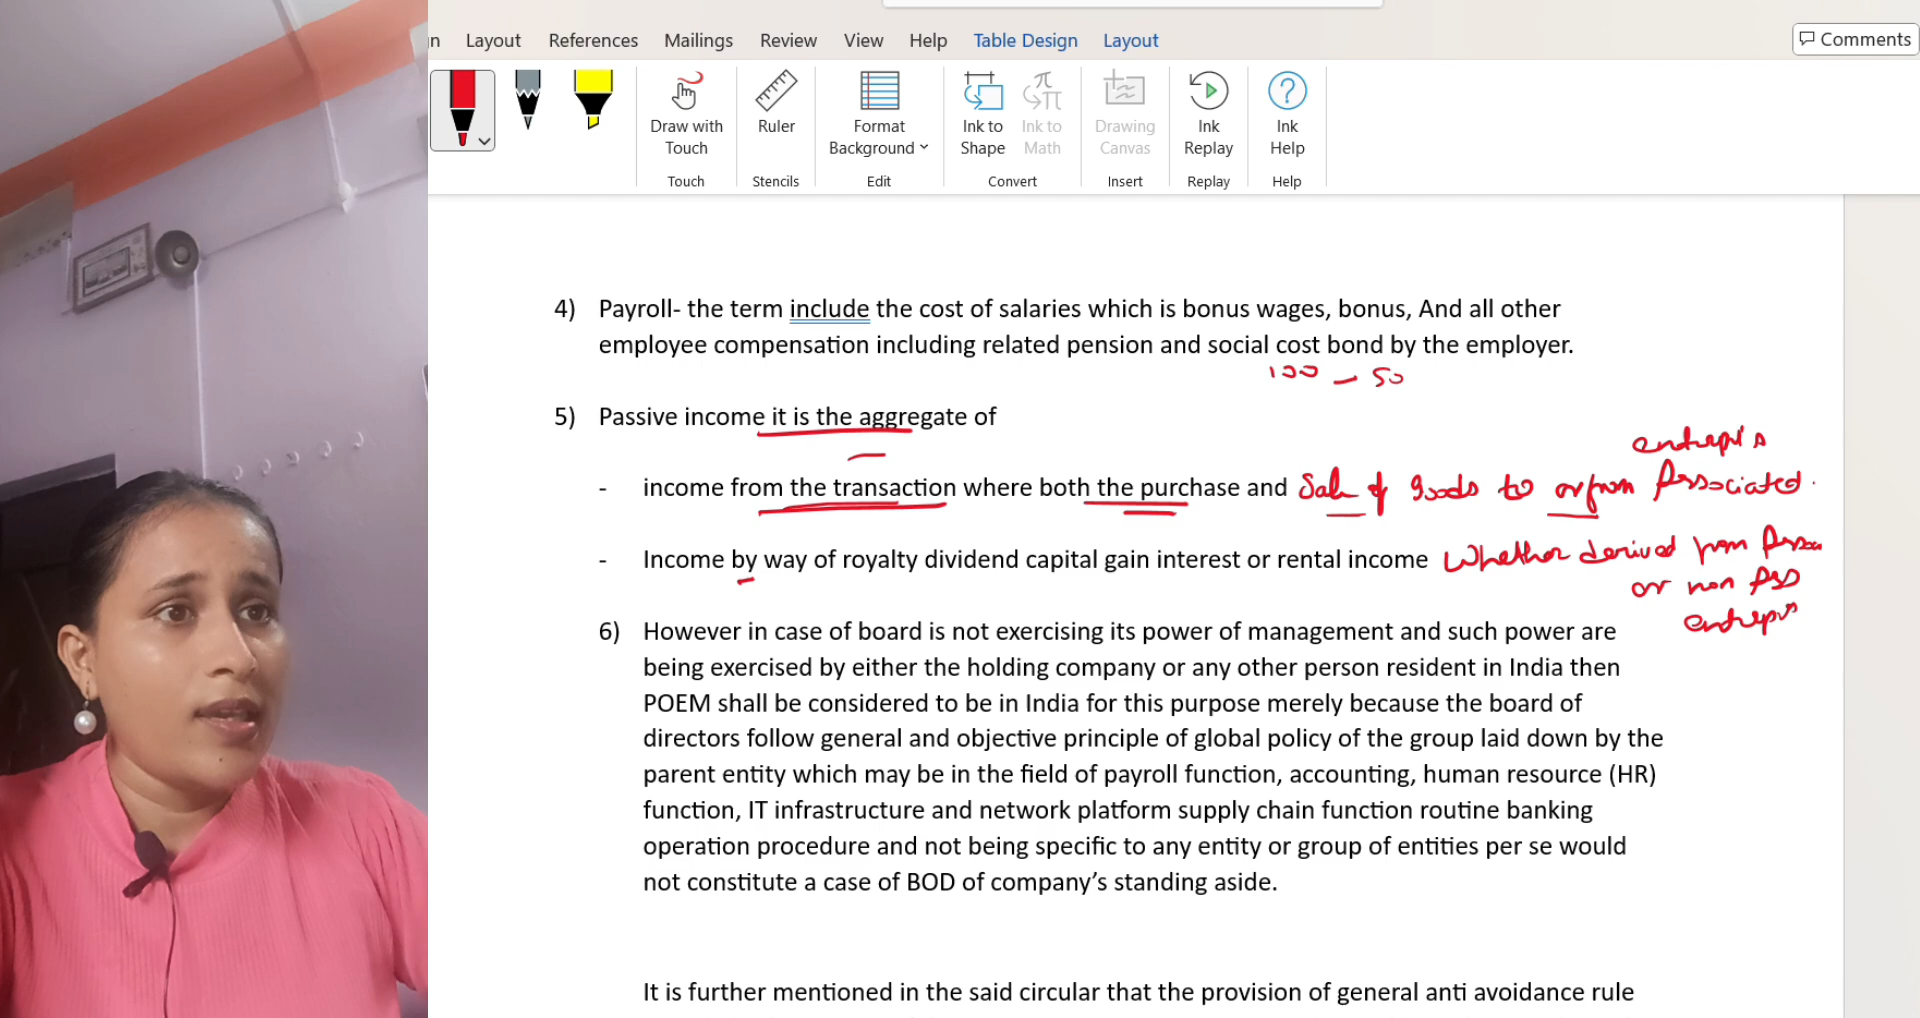 Layout References Mailings Review View Help Table Design Layout Comments
Draw with Touch
Ruler
Format Background
Ink to Shape
Ink to Math
Drawing Canvas
Ink Replay
Ink Help
Touch Stencils Edit Convert Insert Replay Help
4) Payroll- the term include the cost of salaries which is bonus wages, bonus, And all other
employee compensation including related pension and social cost bond by the employer.
100 - 50
5) Passive income it is the aggregate of
- income from the transaction where both the purchase and Sale of goods to or from Associated.
- Income by way of royalty dividend capital gain interest or rental income Whether derived from
or non
6) However in case of board is not exercising its power of management and such power are
being exercised by either the holding company or any other person resident in India then
POEM shall be considered to be in India for this purpose merely because the board of
directors follow general and objective principle of global policy of the group laid down by the
parent entity which may be in the field of payroll function, accounting, human resource (HR)
function, IT infrastructure and network platform supply chain function routine banking
operation procedure and not being specific to any entity or group of entities per se would
not constitute a case of BOD of company’s standing aside.
It is further mentioned in the said circular that the provision of general anti avoidance rule